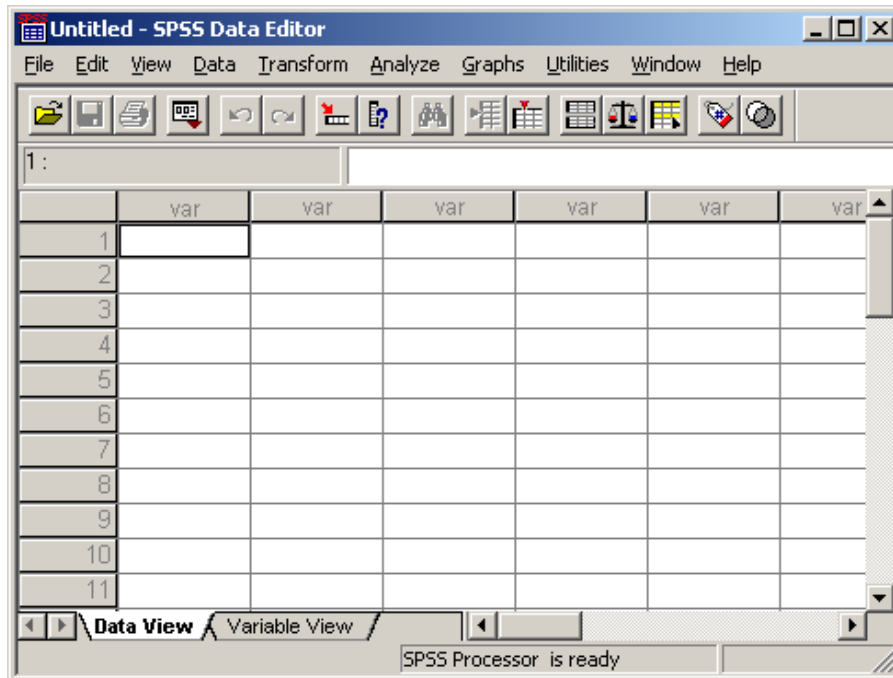 SPSS
Untitled - SPSS Data Editor
File Edit View Data Transform Analyze Graphs Utilities Window Help
1 :
var var var var var var
1
2
3
4
5
6
7
8
9
10
11
Data View Variable View
SPSS Processor is ready